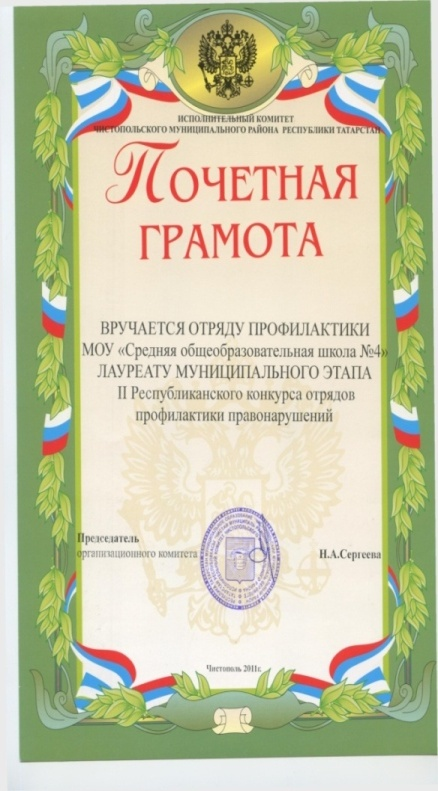 ИСПОЛНИТЕЛЬНЫЙ КОМИТЕТ
ЧИСТОПОЛЬСКОГО МУНИЦИПАЛЬНОГО РАЙОНА РЕСПУБЛИКИ ТАТАРСТАН
ПОЧЕТНАЯ
ГРАМОТА
ВРУЧАЕТСЯ ОТРЯДУ ПРОФИЛАКТИКИ
МОУ «Средняя общеобразовательная школа №4»
ЛАУРЕАТУ МУНИЦИПАЛЬНОГО ЭТАПА
II Республиканского конкурса отрядов
профилактики правонарушений
Председатель
организационного комитета Н.А.Сергеева
Чистополь 2011г.